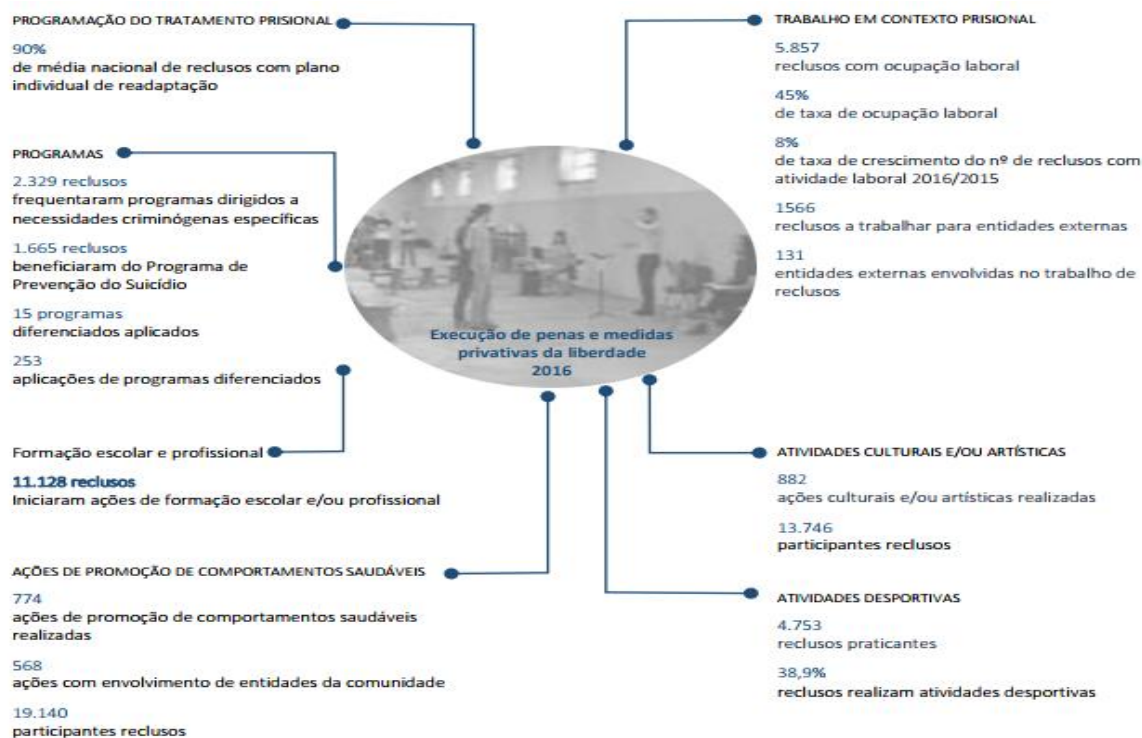 PROGRAMAÇÃO DO TRATAMENTO PRISIONAL
90%
de média nacional de reclusos com plano
individual de readaptação
PROGRAMAS
2.329 reclusos
frequentaram programas dirigidos a
necessidades criminógenas específicas
1.665 reclusos
beneficiaram do Programa de
Prevenção do Suicídio
15 programas
diferenciados aplicados
253
aplicações de programas diferenciados
Formação escolar e profissional
11.128 reclusos
Iniciaram ações de formação escolar e/ou profissional
AÇÕES DE PROMOÇÃO DE COMPORTAMENTOS SAUDÁVEIS
774
ações de promoção de comportamentos saudáveis
realizadas
568
ações com envolvimento de entidades da comunidade
19.140
participantes reclusos
Execução de penas e medidas
privativas da liberdade
2016
TRABALHO EM CONTEXTO PRISIONAL
5.857
reclusos com ocupação laboral
45%
de taxa de ocupação laboral
8%
de taxa de crescimento do nº de reclusos com
atividade laboral 2016/2015
1566
reclusos a trabalhar para entidades externas
131
entidades externas envolvidas no trabalho de
reclusos
ATIVIDADES CULTURAIS E/OU ARTÍSTICAS
882
ações culturais e/ou artísticas realizadas
13.746
participantes reclusos
ATIVIDADES DESPORTIVAS
4.753
reclusos praticantes
38,9%
reclusos realizam atividades desportivas